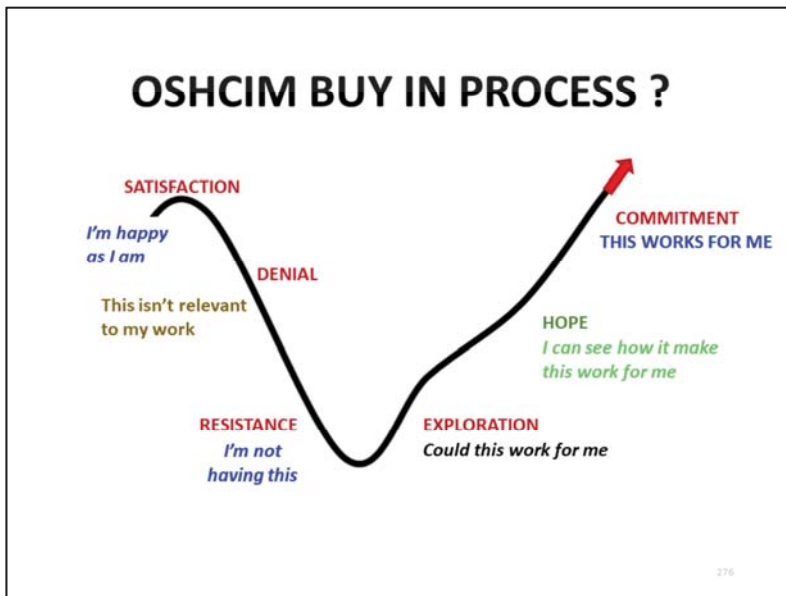 OSHCIM BUY IN PROCESS ?
SATISFACTION
I'm happy
as I am
DENIAL
This isn't relevant
to my work
RESISTANCE
I'm not
having this
EXPLORATION
Could this work for me
HOPE
I can see how it make
this work for me
COMMITMENT
THIS WORKS FOR ME
276